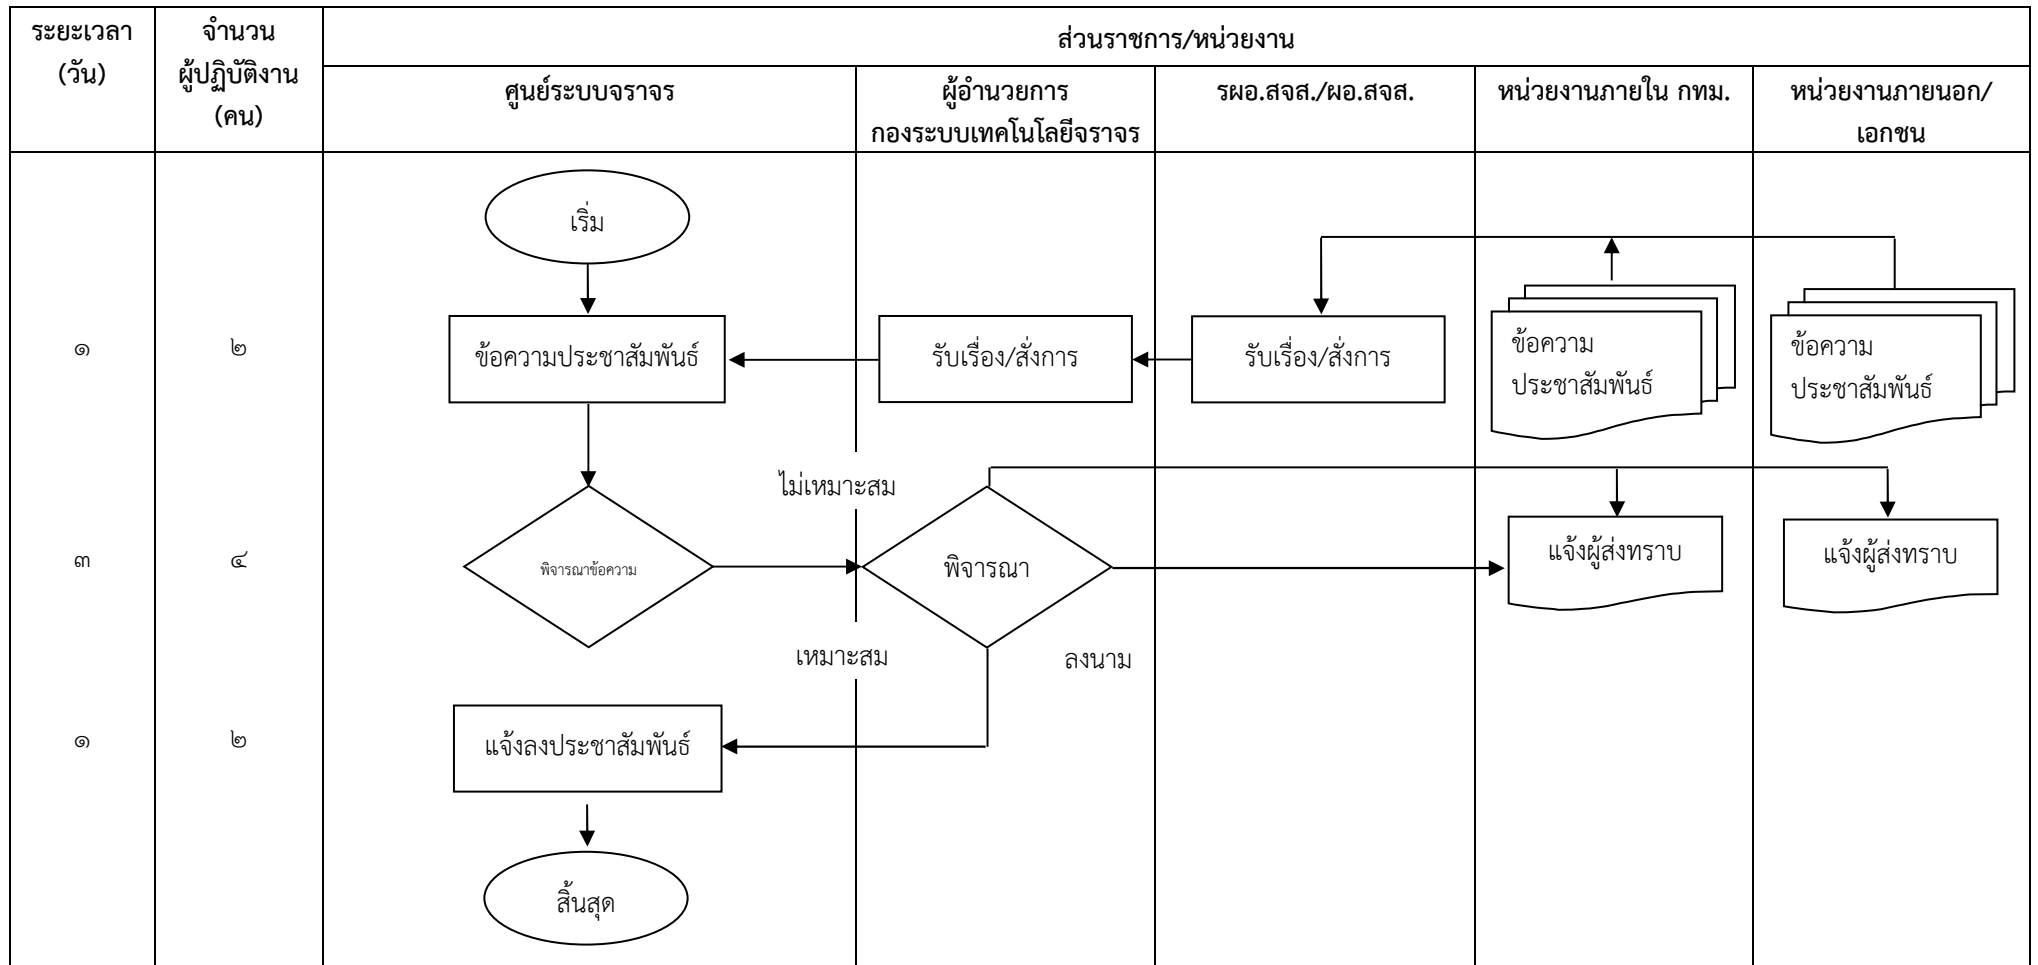 ระยะเวลา
(วัน)
จำนวน
ผู้ปฏิบัติงาน
(คน)
ส่วนราชการ/หน่วยงาน
ศูนย์ระบบจราจร
ผู้อำนวยการ
กองระบบเทคโนโลยีจราจร
รผอ.สจส./ผอ.สจส.
หน่วยงานภายใน กทม.
หน่วยงานภายนอก/
เอกชน
เริ่ม
๑
๒
ข้อความประชาสัมพันธ์
รับเรื่อง/สั่งการ
รับเรื่อง/สั่งการ
ข้อความ
ประชาสัมพันธ์
ข้อความ
ประชาสัมพันธ์
ไม่เหมาะสม
๓
๔
พิจารณาข้อความ
พิจารณา
แจ้งผู้ส่งทราบ
แจ้งผู้ส่งทราบ
เหมาะสม
ลงนาม
๑
๒
แจ้งลงประชาสัมพันธ์
สิ้นสุด